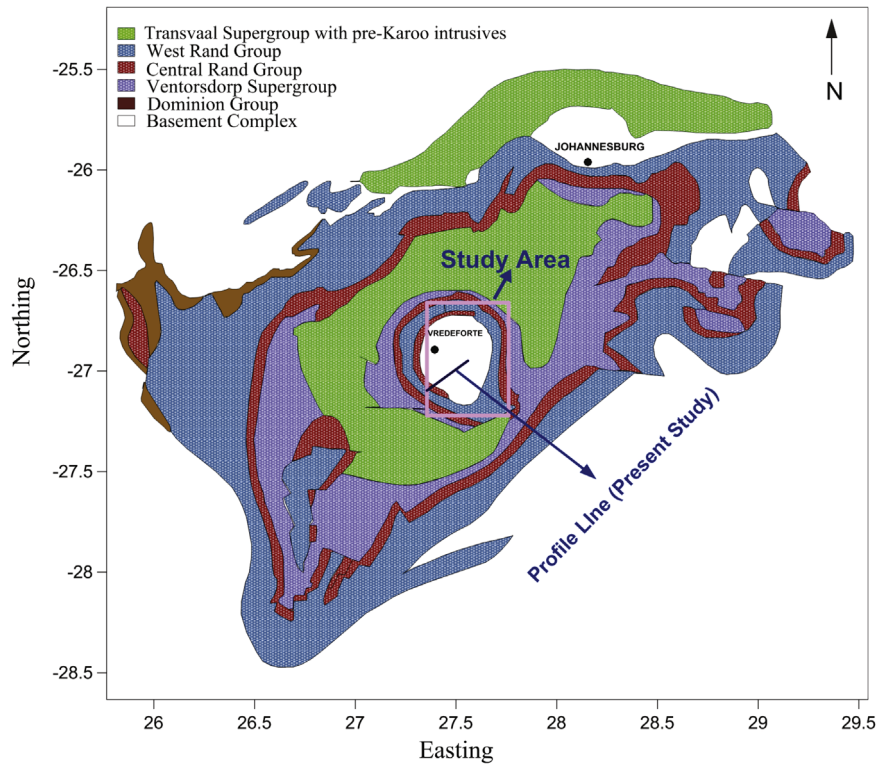 Transvaal Supergroup with pre-Karoo intrusives
West Rand Group
Central Rand Group
Ventorsdorp Supergroup
Dominion Group
Basement Complex
N
JOHANNESBURG
Study Area
VREDEFORTE
Profile LIne (Present Study)
Northing
-25.5
-26
-26.5
-27
-27.5
-28
-28.5
26
26.5
27
27.5
28
28.5
29
29.5
Easting